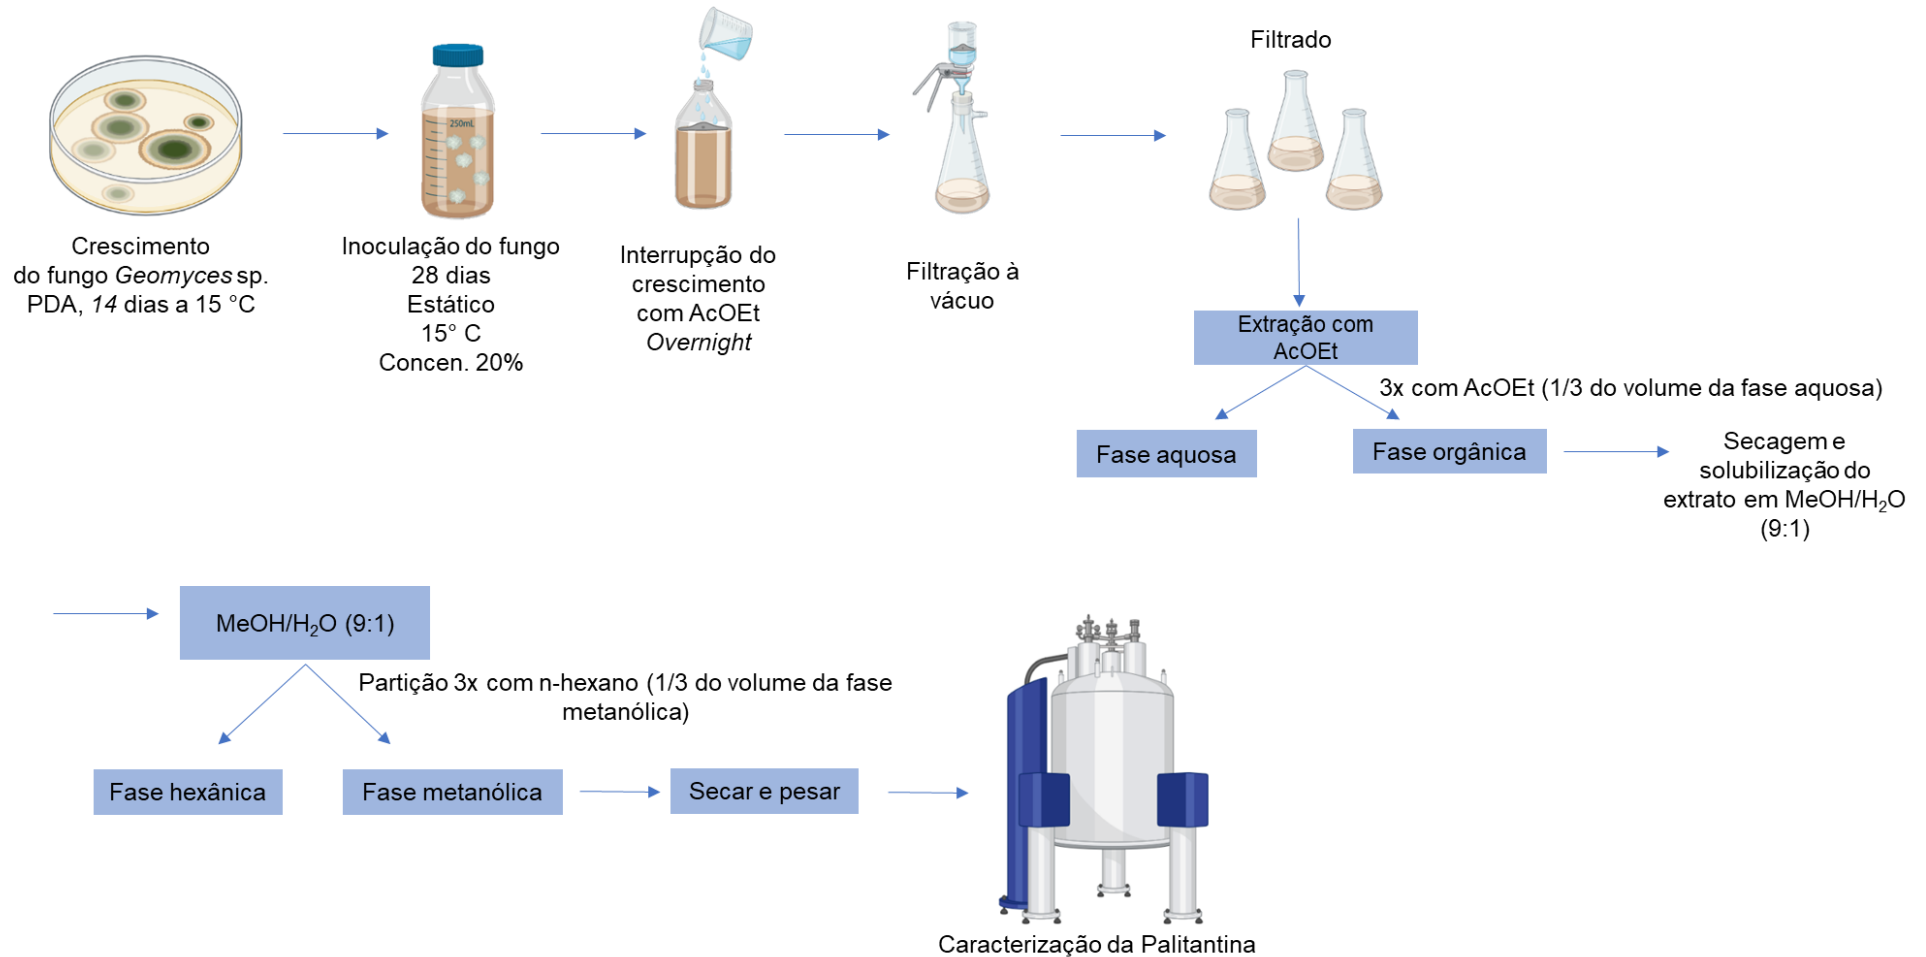 Crescimento
do fungo Geomyces sp.
PDA, 14 dias a 15 °C
250mL
Inoculação do fungo
28 dias
Estático
15° C
Concen. 20%
Interrupção do
crescimento
com AcOEt
Overnight
Filtração à
vácuo
Filtrado
Extração com
AcOEt
3x com AcOEt (1/3 do volume da fase aquosa)
Fase aquosa
Fase orgânica
Secagem e
solubilização do
extrato em MeOH/H₂O
(9:1)
MeOH/H₂O (9:1)
Partição 3x com n-hexano (1/3 do volume da fase
metanólica)
Fase hexânica
Fase metanólica
Secar e pesar
Caracterização da Palitantina